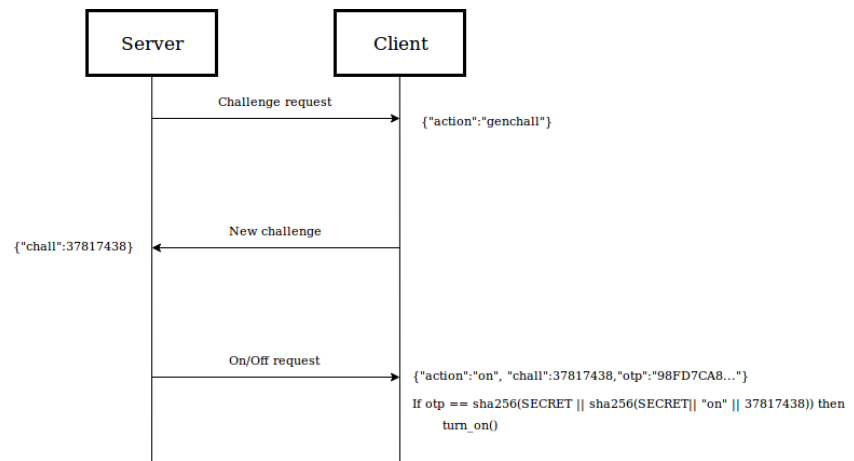 Server
Client
Challenge request
{"action":"genchall"}
New challenge
{"chall":37817438}
On/Off request
{"action":"on", "chall":37817438,"otp":"98FD7CA8..."}
If otp == sha256(SECRET || sha256(SECRET|| "on" || 37817438)) then
turn_on()